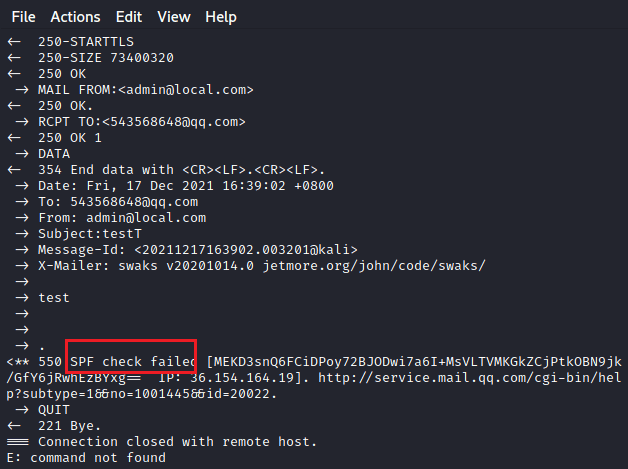 File Actions Edit View Help
← 250-STARTTLS
← 250-SIZE 73400320
← 250 OK
→ MAIL FROM:<admin@local.com>
← 250 OK.
→ RCPT TO:<543568648@qq.com>
← 250 OK 1
→ DATA
← 354 End data with <CR><LF>.<CR><LF>.
→ Date: Fri, 17 Dec 2021 16:39:02 +0800
→ To: 543568648@qq.com
→ From: admin@local.com
→ Subject:testT
→ Message-Id: <20211217163902.003201@kali>
→ X-Mailer: swaks v20201014.0 jetmore.org/john/code/swaks/
→
→ test
→
→
→ .
<** 550 SPF check failed [MEKD3snQ6FCiDPoy72BJODwi7a6I+MsVLTVMKGkZCjPtkOBN9jk
/GfY6jRwhEzBYxg== IP: 36.154.164.19]. http://service.mail.qq.com/cgi-bin/hel
p?subtype=1&&no=1001445&&id=20022.
→ QUIT
← 221 Bye.
=== Connection closed with remote host.
E: command not found